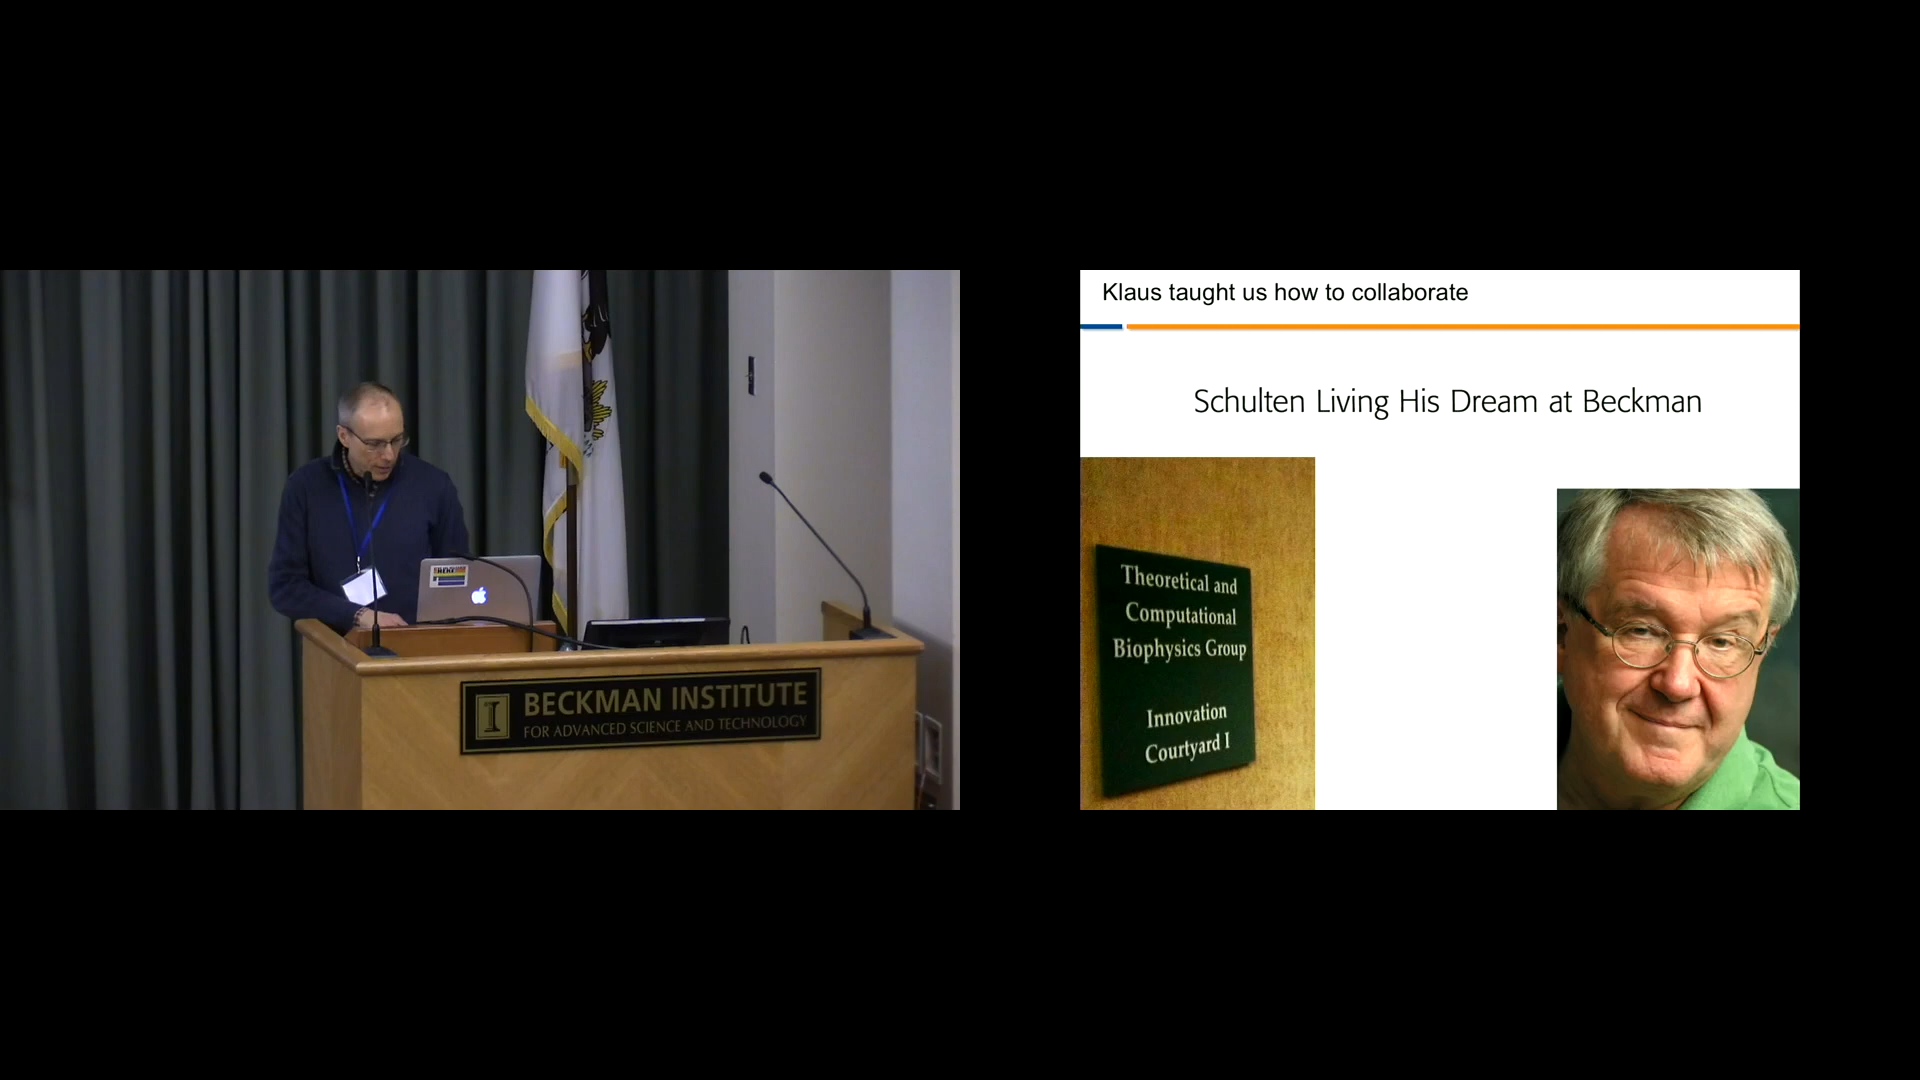 BECKMAN INSTITUTE
FOR ADVANCED SCIENCE AND TECHNOLOGY
Klaus taught us how to collaborate
Schulten Living His Dream at Beckman
Theoretical and
Computational
Biophysics Group
Innovation
Courtyard I